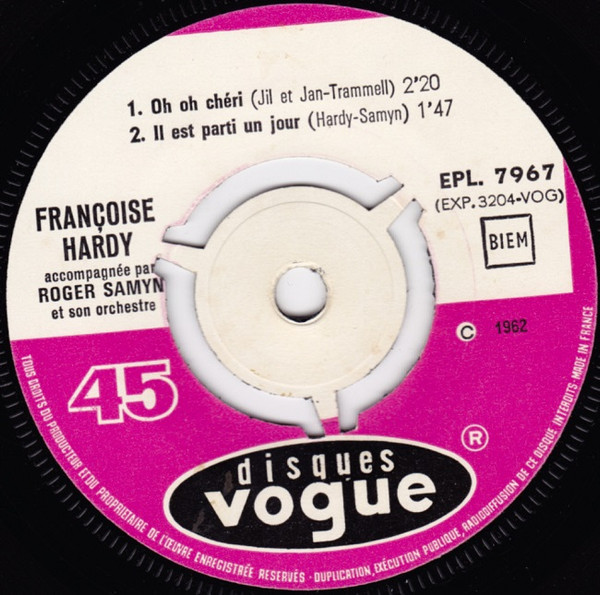 1. Oh oh chéri (Jil et Jan-Trammell) 2'20
2. Il est parti un jour (Hardy-Samyn) 1'47
FRANÇOISE
HARDY
accompagnée par
ROGER SAMYN
et son orchestre
EPL. 7967
(EXP.3204-VOG)
BIEM
© 1962
45
®
disques
vogue
TOUS DROITS DU PRODUCTEUR ET DU PROPRIETAIRE DE L'ŒUVRE ENREGISTRÉE RESERVÉS · DUPLICATION, EXÉCUTION PUBLIQUE, RADIODIFFUSION DE CE DISQUE INTERDITS · MADE IN FRANCE